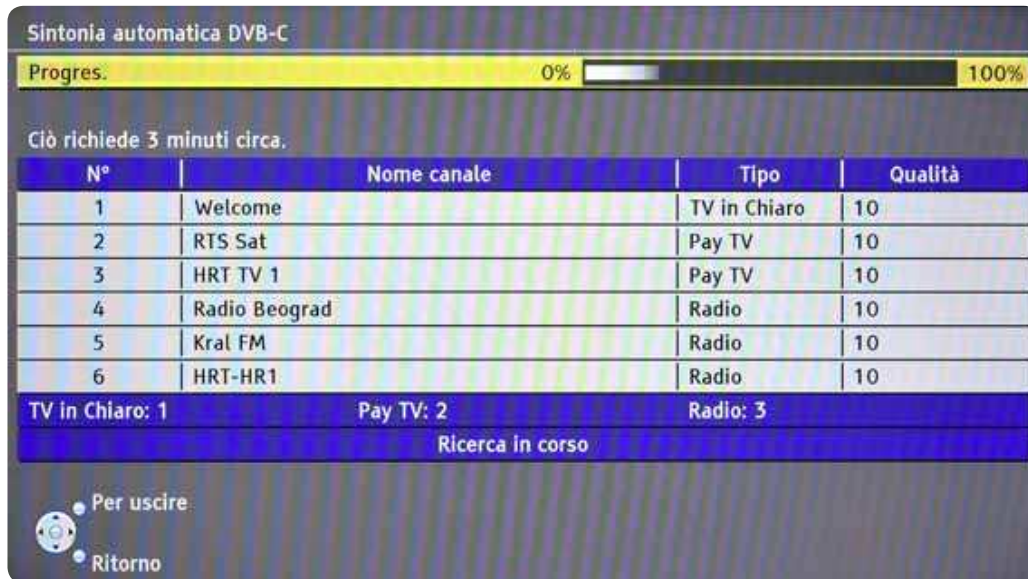 Sintonia automatica DVB-C
Progres. 0% 100%
Ciò richiede 3 minuti circa.
N° Nome canale Tipo Qualità
1 Welcome TV in Chiaro 10
2 RTS Sat Pay TV 10
3 HRT TV 1 Pay TV 10
4 Radio Beograd Radio 10
5 Kral FM Radio 10
6 HRT-HR1 Radio 10
TV in Chiaro: 1 Pay TV: 2 Radio: 3
Ricerca in corso
Per uscire
Ritorno